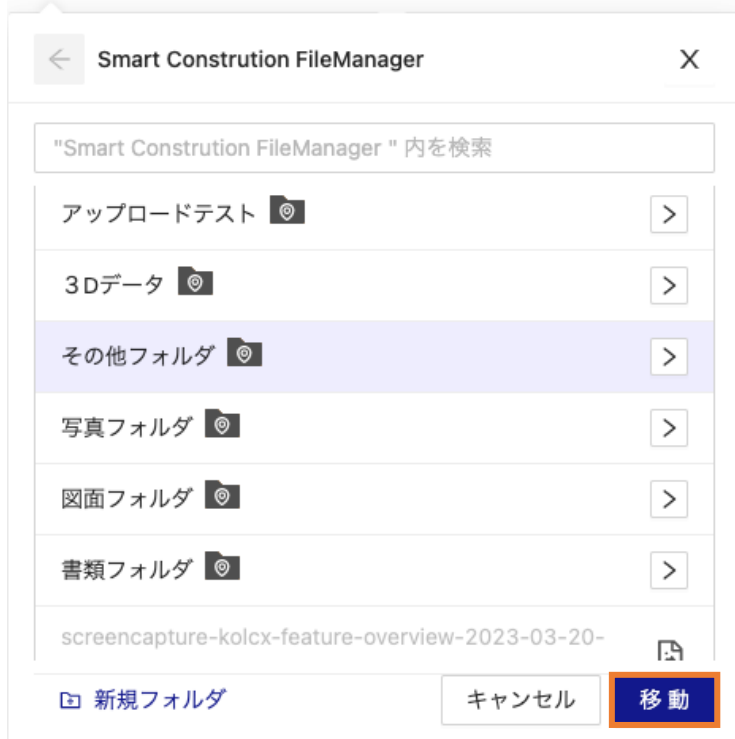 Smart Constrution FileManager
"Smart Constrution FileManager " 内を検索
アップロードテスト
３Dデータ
その他フォルダ
写真フォルダ
図面フォルダ
書類フォルダ
screencapture-kolcx-feature-overview-2023-03-20-
新規フォルダ キャンセル 移動